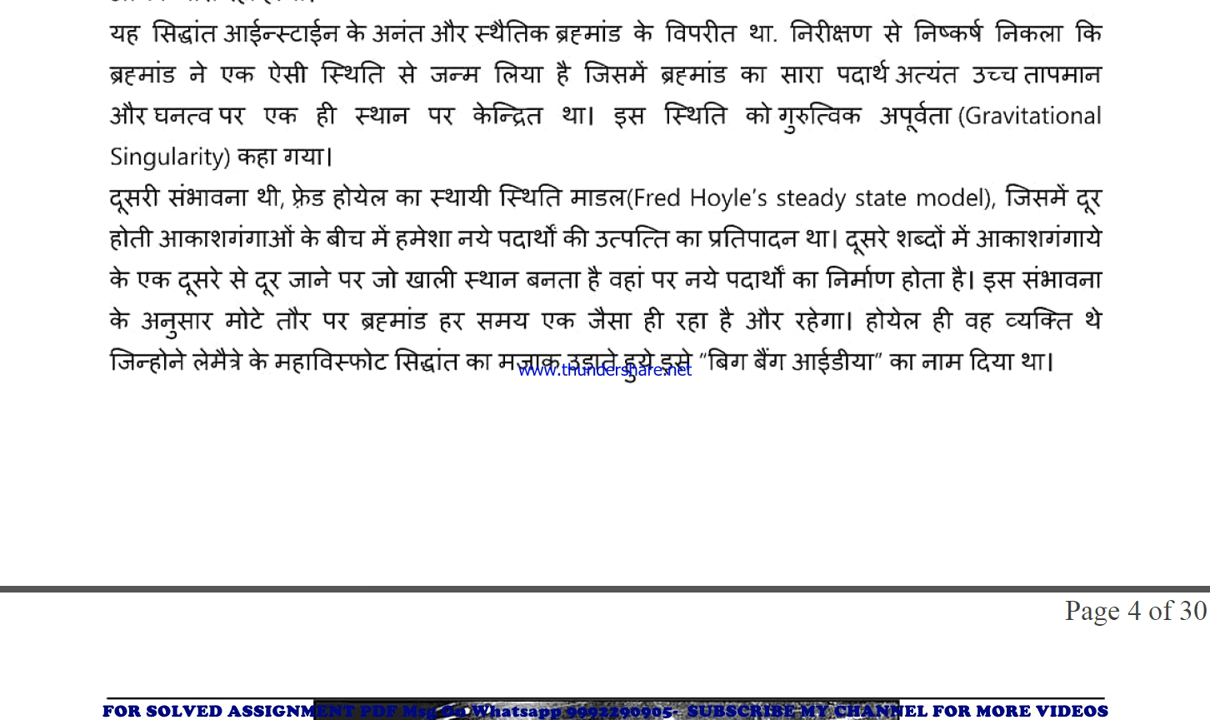 यह सिद्धांत आईन्स्टाईन के अनंत और स्थैतिक ब्रह्मांड के विपरीत था. निरीक्षण से निष्कर्ष निकला कि
ब्रह्मांड ने एक ऐसी स्थिति से जन्म लिया है जिसमें ब्रह्मांड का सारा पदार्थ अत्यंत उच्च तापमान
और घनत्व पर एक ही स्थान पर केन्द्रित था। इस स्थिति को गुरुत्विक अपूर्वता (Gravitational
Singularity) कहा गया।
दूसरी संभावना थी, फ़्रेड होयेल का स्थायी स्थिति माडल(Fred Hoyle’s steady state model), जिसमें दूर
होती आकाशगंगाओं के बीच में हमेशा नये पदार्थों की उत्पत्ति का प्रतिपादन था। दूसरे शब्दों में आकाशगंगाये
के एक दूसरे से दूर जाने पर जो खाली स्थान बनता है वहां पर नये पदार्थों का निर्माण होता है। इस संभावना
के अनुसार मोटे तौर पर ब्रह्मांड हर समय एक जैसा ही रहा है और रहेगा। होयेल ही वह व्यक्ति थे
जिन्होने लेमैत्रे के महाविस्फोट सिद्धांत का मजाक उड़ाते हुये इसे “बिग बैंग आईडीया” का नाम दिया था।
www.thundershare.net
Page 4 of 30
FOR SOLVED ASSIGNMENT PDF Msg On Whatsapp 9992290905- SUBSCRIBE MY CHANNEL FOR MORE VIDEOS